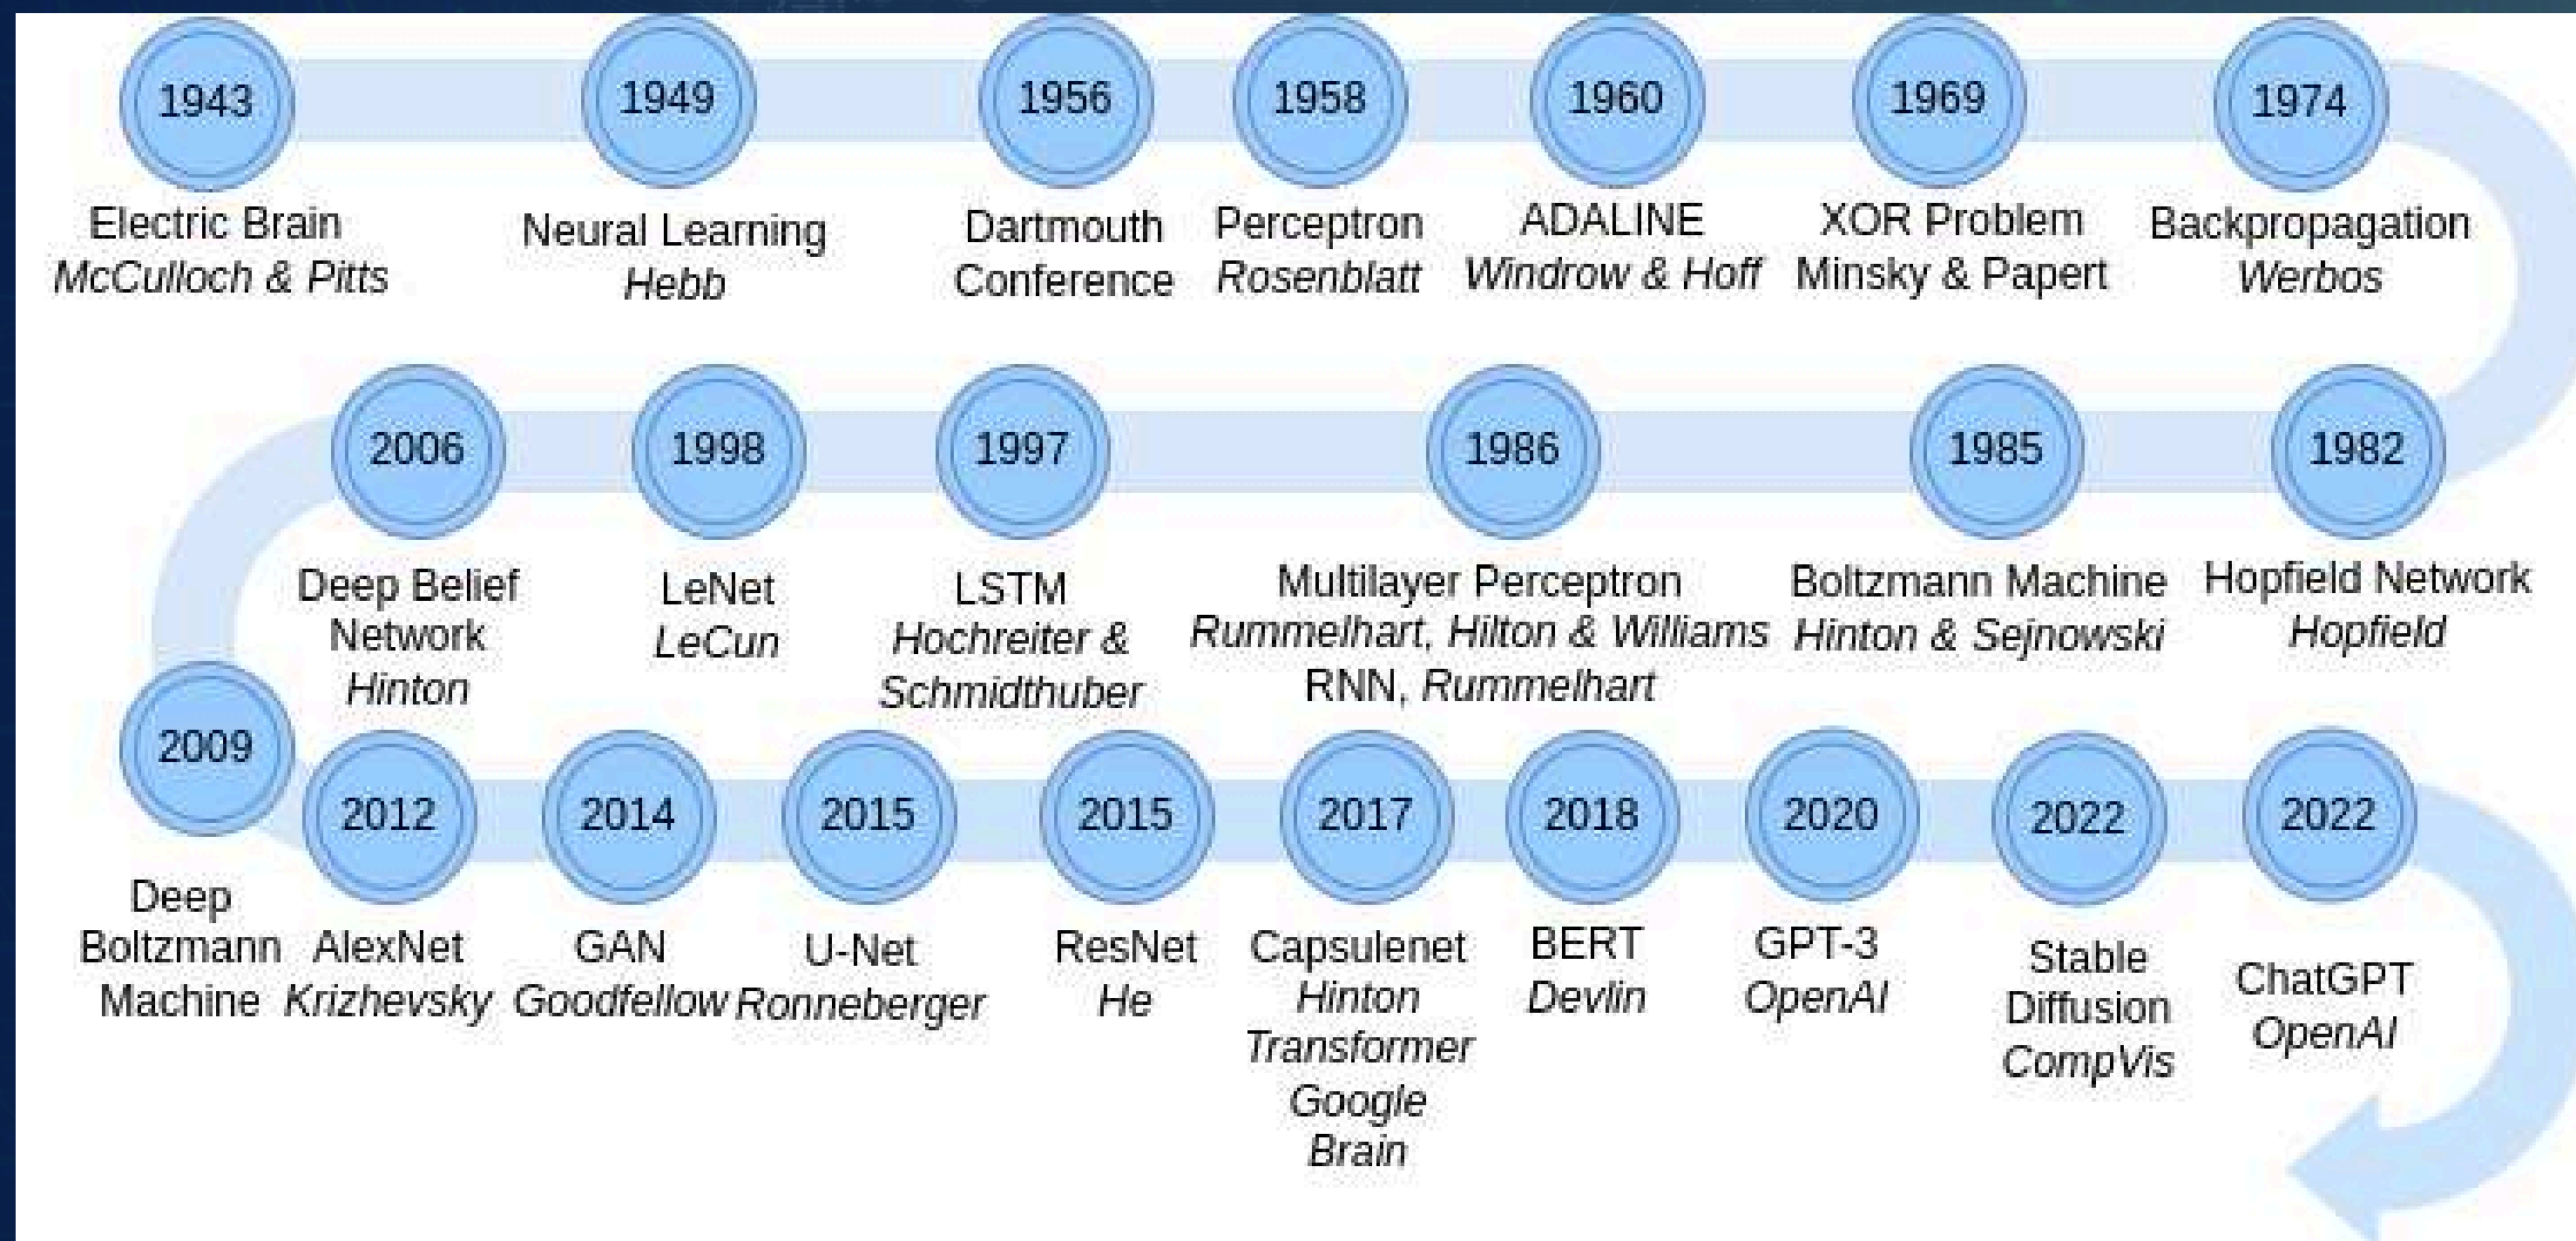 1943
Electric Brain
McCulloch & Pitts
1949
Neural Learning
Hebb
1956
Dartmouth
Conference
1958
Perceptron
Rosenblatt
1960
ADALINE
Windrow & Hoff
1969
XOR Problem
Minsky & Papert
1974
Backpropagation
Werbos
1982
Hopfield Network
Hopfield
1985
Boltzmann Machine
Hinton & Sejnowski
1986
Multilayer Perceptron
Rummelhart, Hilton & Williams
RNN, Rummelhart
1997
LSTM
Hochreiter &
Schmidthuber
1998
LeNet
LeCun
2006
Deep Belief
Network
Hinton
2009
Deep
Boltzmann
Machine
2012
AlexNet
Krizhevsky
2014
GAN
Goodfellow
2015
U-Net
Ronneberger
2015
ResNet
He
2017
Capsulenet
Hinton
Transformer
Google
Brain
2018
BERT
Devlin
2020
GPT-3
OpenAI
2022
Stable
Diffusion
CompVis
2022
ChatGPT
OpenAI